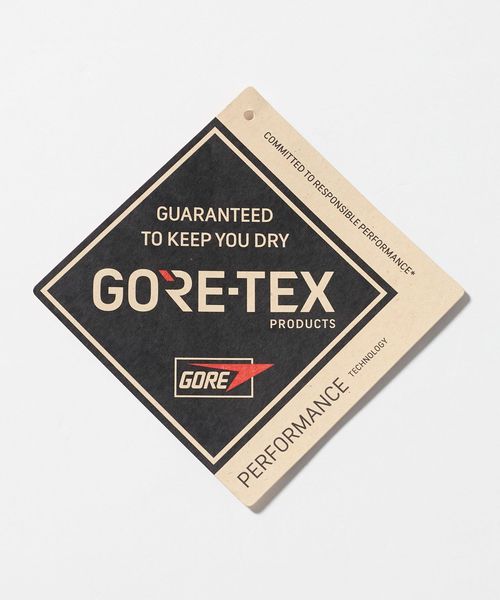 COMMITTED TO RESPONSIBLE PERFORMANCE*
GUARANTEED
TO KEEP YOU DRY
GORE-TEX
PRODUCTS
GORE
PERFORMANCE TECHNOLOGY